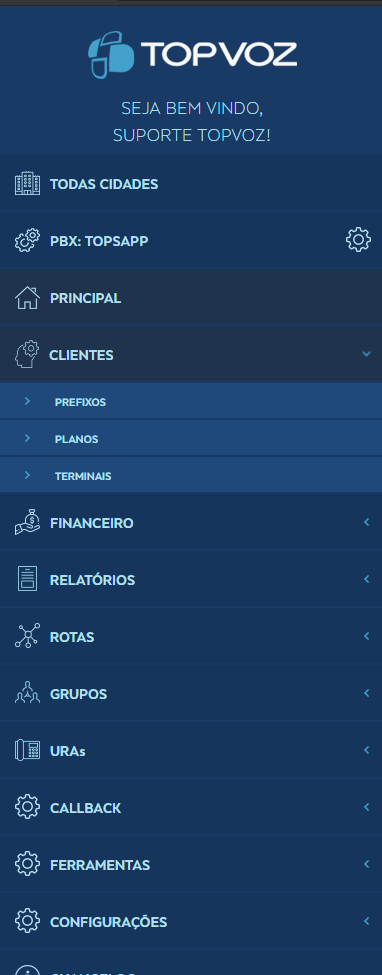 TOPVOZ
SEJA BEM VINDO,
SUPORTE TOPVOZ!
TODAS CIDADES
PBX: TOPSAPP
PRINCIPAL
CLIENTES
PREFIXOS
PLANOS
TERMINAIS
FINANCEIRO
RELATÓRIOS
ROTAS
GRUPOS
URAs
CALLBACK
FERRAMENTAS
CONFIGURAÇÕES